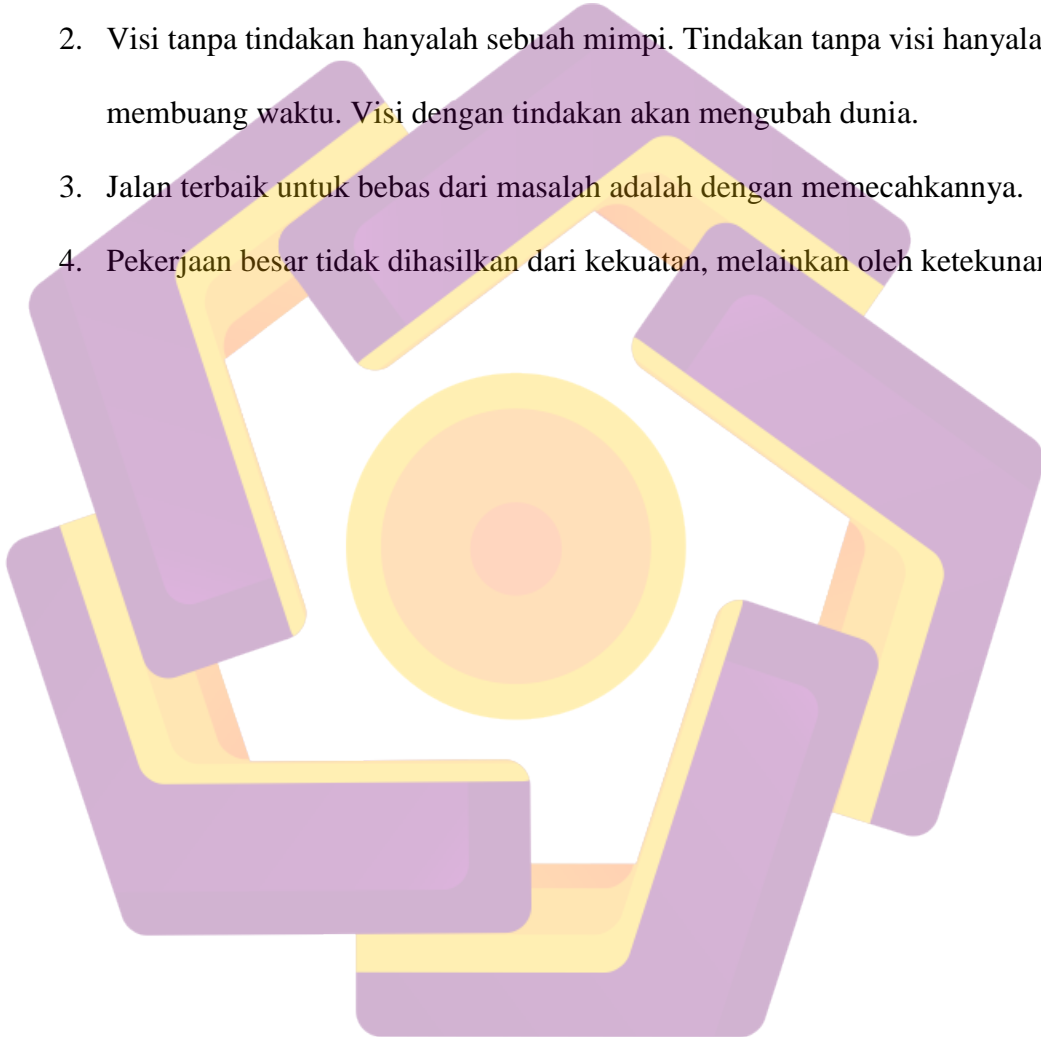 2. Visi tanpa tindakan hanyalah sebuah mimpi. Tindakan tanpa visi hanyala
membuang waktu. Visi dengan tindakan akan mengubah dunia.
3. Jalan terbaik untuk bebas dari masalah adalah dengan memecahkannya.
4. Pekerjaan besar tidak dihasilkan dari kekuatan, melainkan oleh ketekunan